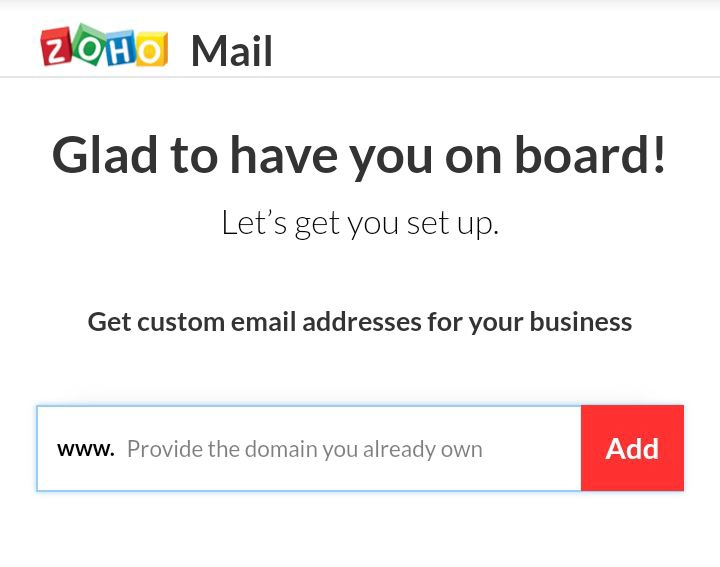 ZOHO Mail
Glad to have you on board!
Let's get you set up.
Get custom email addresses for your business
www. Provide the domain you already own Add